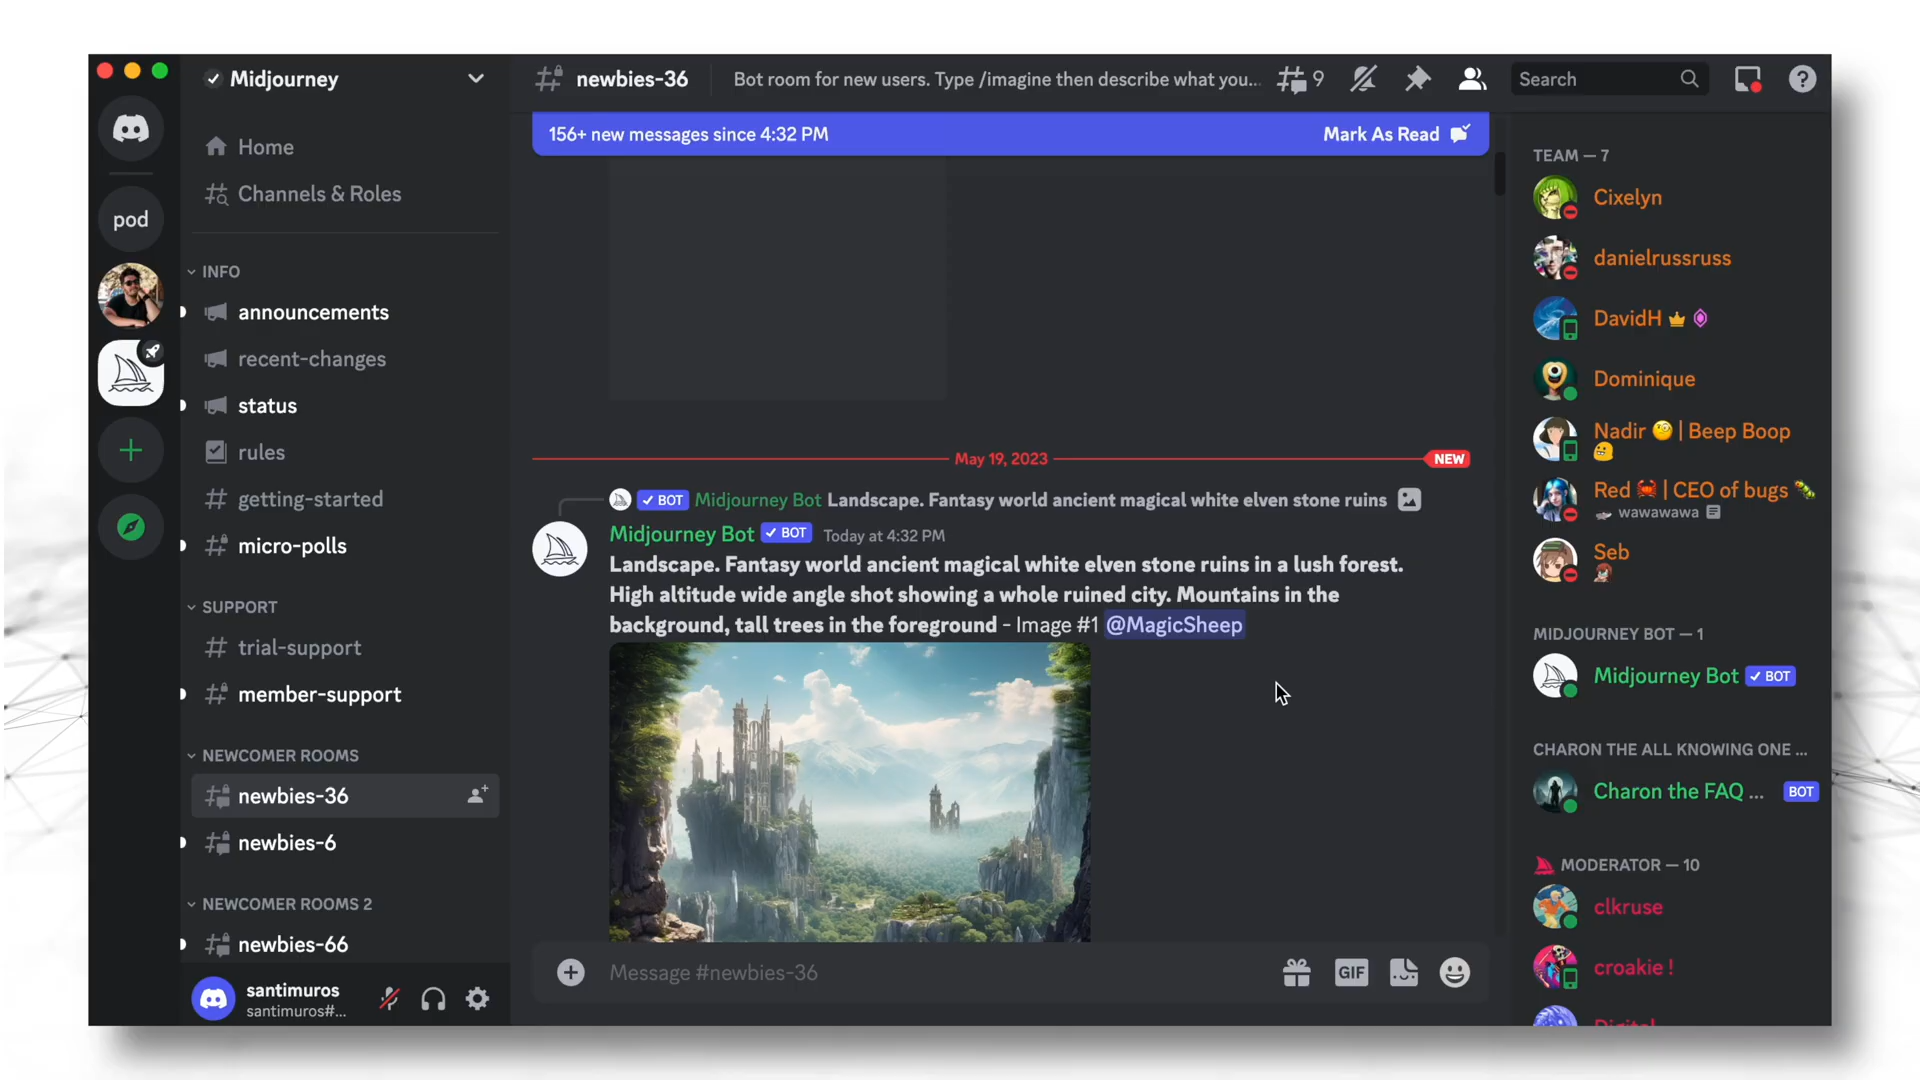 Midjourney
Home
Channels & Roles
pod
INFO
announcements
recent-changes
status
rules
getting-started
micro-polls
SUPPORT
trial-support
member-support
NEWCOMER ROOMS
newbies-36
newbies-6
NEWCOMER ROOMS 2
newbies-66
santimuros
santimuros#...
newbies-36
Bot room for new users. Type /imagine then describe what you...
9
Search
156+ new messages since 4:32 PM
Mark As Read
May 19, 2023
NEW
BOT Midjourney Bot Landscape. Fantasy world ancient magical white elven stone ruins
Midjourney Bot BOT Today at 4:32 PM
Landscape. Fantasy world ancient magical white elven stone ruins in a lush forest.
High altitude wide angle shot showing a whole ruined city. Mountains in the
background, tall trees in the foreground - Image #1 @MagicSheep
Message #newbies-36
GIF
TEAM — 7
Cixelyn
danielrussruss
DavidH
Dominique
Nadir 🧐 | Beep Boop
Red 🦀 | CEO of bugs 🐛
wawawawa
Seb
MIDJOURNEY BOT — 1
Midjourney Bot BOT
CHARON THE ALL KNOWING ONE ...
Charon the FAQ ... BOT
MODERATOR — 10
clkruse
croakie !